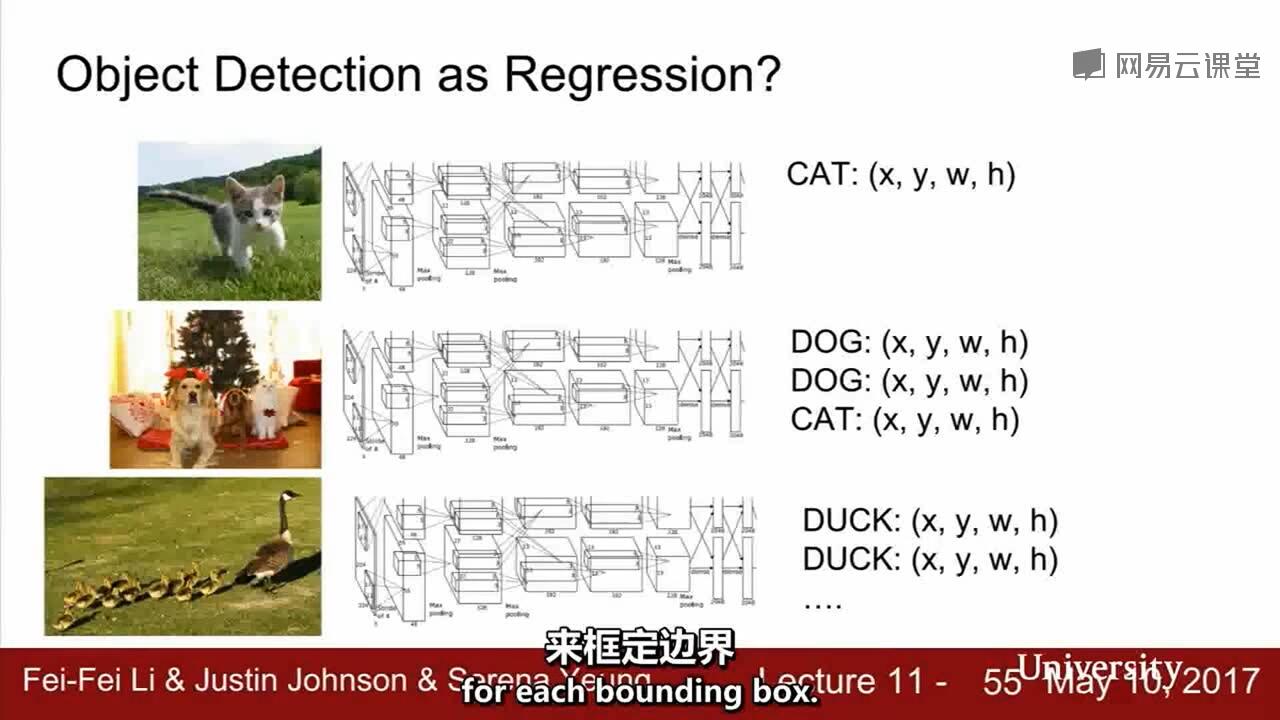 Object Detection as Regression?
网易云课堂
CAT: (x, y, w, h)
DOG: (x, y, w, h)
DOG: (x, y, w, h)
CAT: (x, y, w, h)
DUCK: (x, y, w, h)
DUCK: (x, y, w, h)
....
来框定边界
for each bounding box.
Fei-Fei Li & Justin Johnson & Serena Yeung
Lecture 11 - 55
University
May 10, 2017